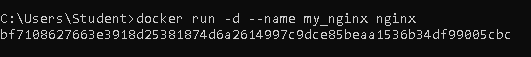 C:\Users\Student>docker run -d --name my_nginx nginx
bf7108627663e3918d25381874d6a2614997c9dce85beaa1536b34df99005cbc